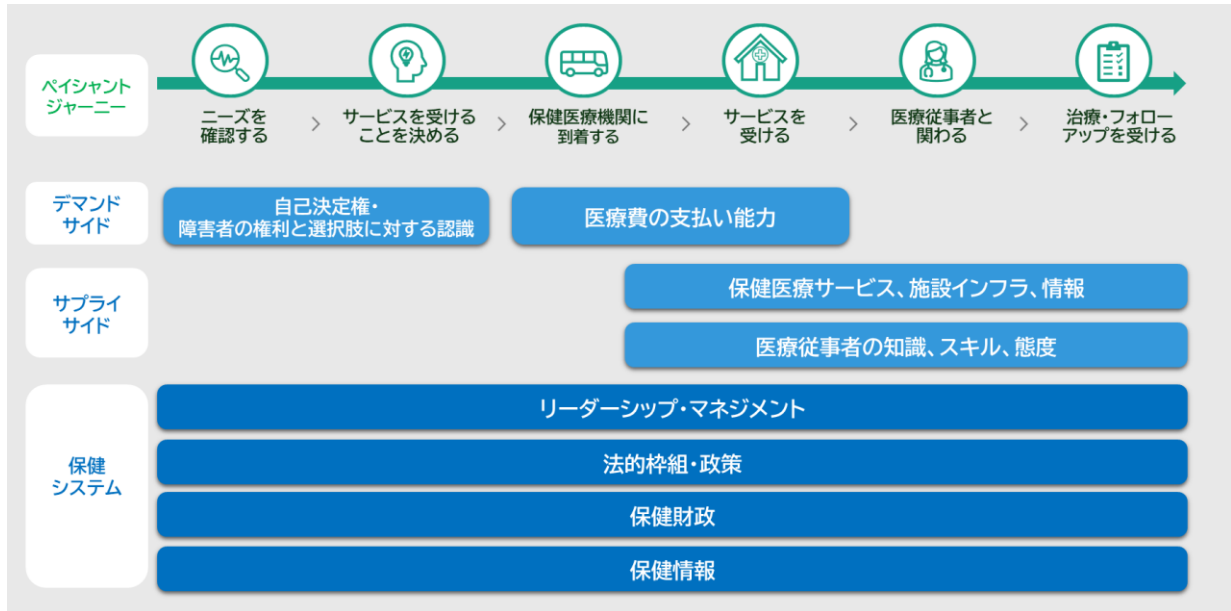 ペイシャント
ジャーニー
ニーズを
確認する
>
サービスを受ける
ことを決める
>
保健医療機関に
到着する
>
サービスを
受ける
>
医療従事者と
関わる
>
治療・フォロー
アップを受ける
デマンド
サイド
自己決定権・
障害者の権利と選択肢に対する認識
医療費の支払い能力
サプライ
サイド
保健医療サービス、施設インフラ、情報
医療従事者の知識、スキル、態度
保健
システム
リーダーシップ・マネジメント
法的枠組・政策
保健財政
保健情報